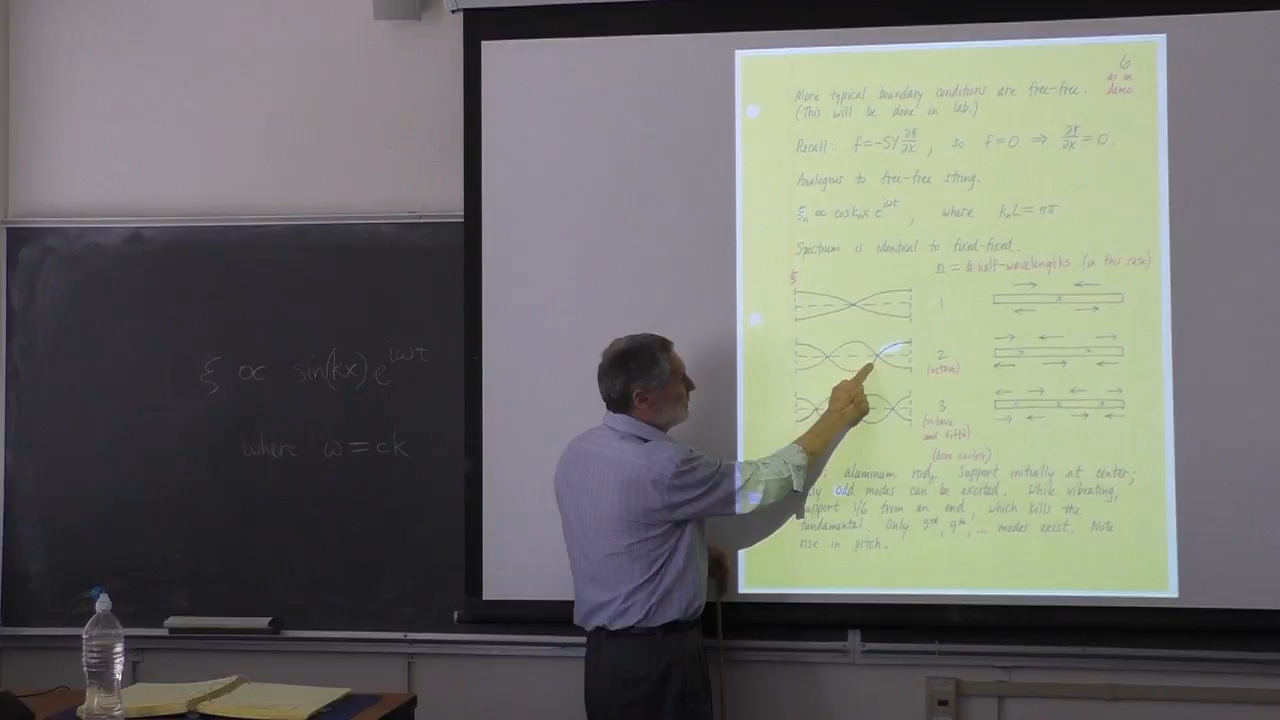 ξ ∝ sin(kx) e^{iωt}
where ω = ck
6
as in
demo
More typical boundary conditions are free-free.
(This will be done in lab.)
Recall: f = -SY ∂ξ/∂x , so f = 0 ⇒ ∂ξ/∂x = 0.
Analogous to free-free string.
ξₙ ∝ cos kₙx e^{iωt} , where kₙL = nπ
Spectrum is identical to fixed-fixed.
n = # half-wavelengths (in this case)
ξ
1
2
(octave)
3
(octave
and fifth)
(bim center)
aluminum rod. Support initially at center;
odd modes can be excited. While vibrating,
support 1/6 from an end, which kills the
fundamental. Only 3rd, 9th, ... modes exist. Note
rise in pitch.